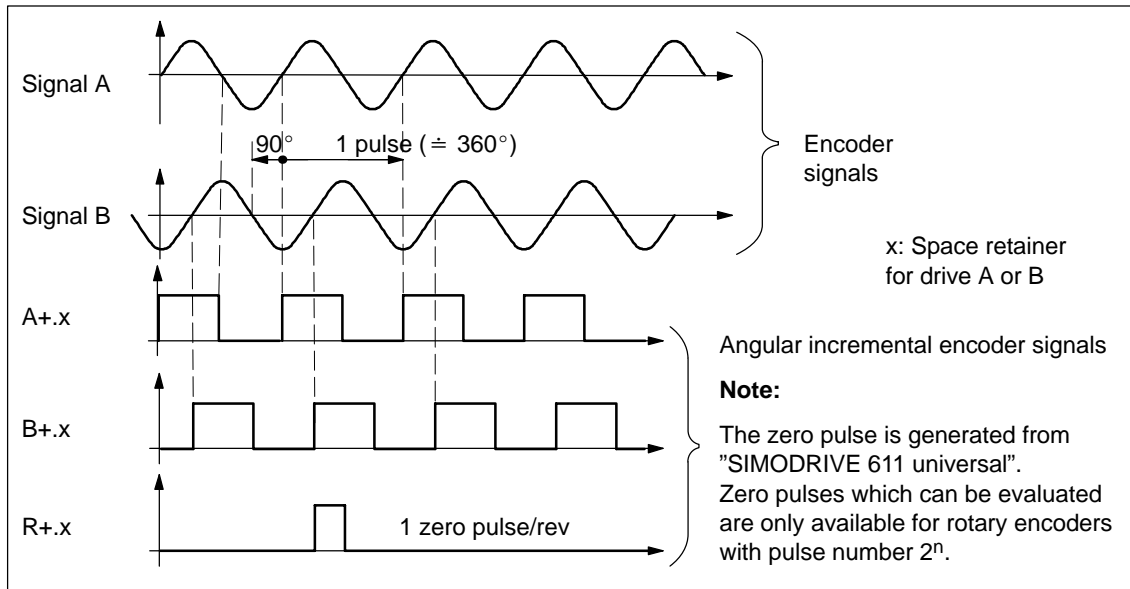 Signal A
90° 1 pulse (≐ 360°)
Encoder
signals
Signal B
x: Space retainer
for drive A or B
A+.x
Angular incremental encoder signals
Note:
B+.x
The zero pulse is generated from
”SIMODRIVE 611 universal”.
Zero pulses which can be evaluated
are only available for rotary encoders
with pulse number 2ⁿ.
R+.x
1 zero pulse/rev